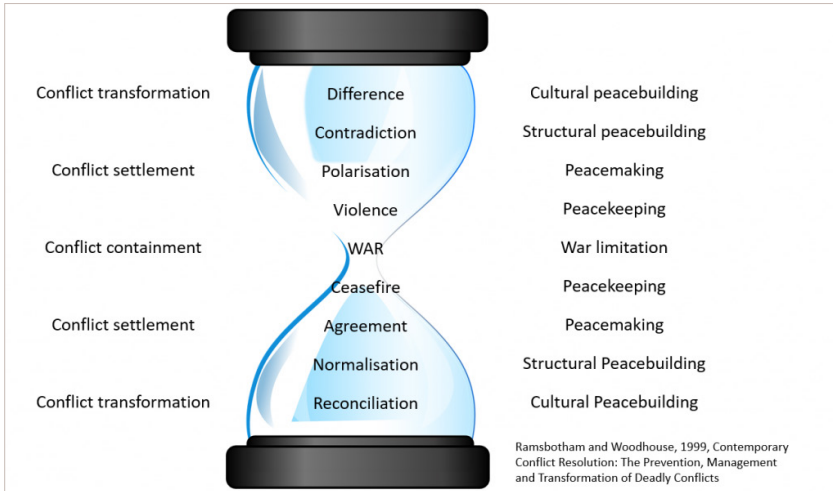 Conflict transformation Difference Cultural peacebuilding
Contradiction Structural peacebuilding
Conflict settlement Polarisation Peacemaking
Violence Peacekeeping
Conflict containment WAR War limitation
Ceasefire Peacekeeping
Conflict settlement Agreement Peacemaking
Normalisation Structural Peacebuilding
Conflict transformation Reconciliation Cultural Peacebuilding
Ramsbotham and Woodhouse, 1999, Contemporary
Conflict Resolution: The Prevention, Management
and Transformation of Deadly Conflicts